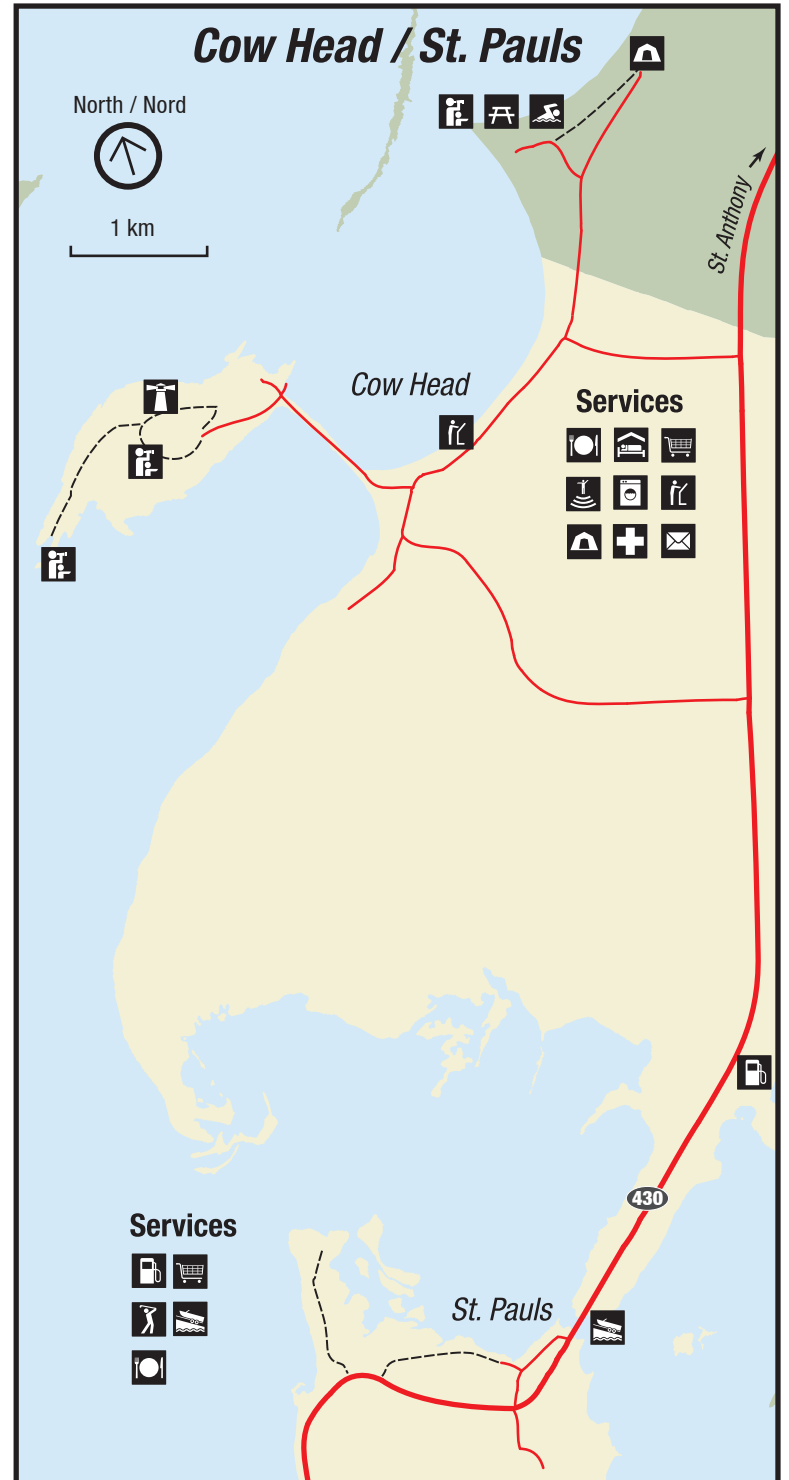 Cow Head / St. Pauls
North / Nord
1 km
St. Anthony
Cow Head
Services
430
Services
St. Pauls